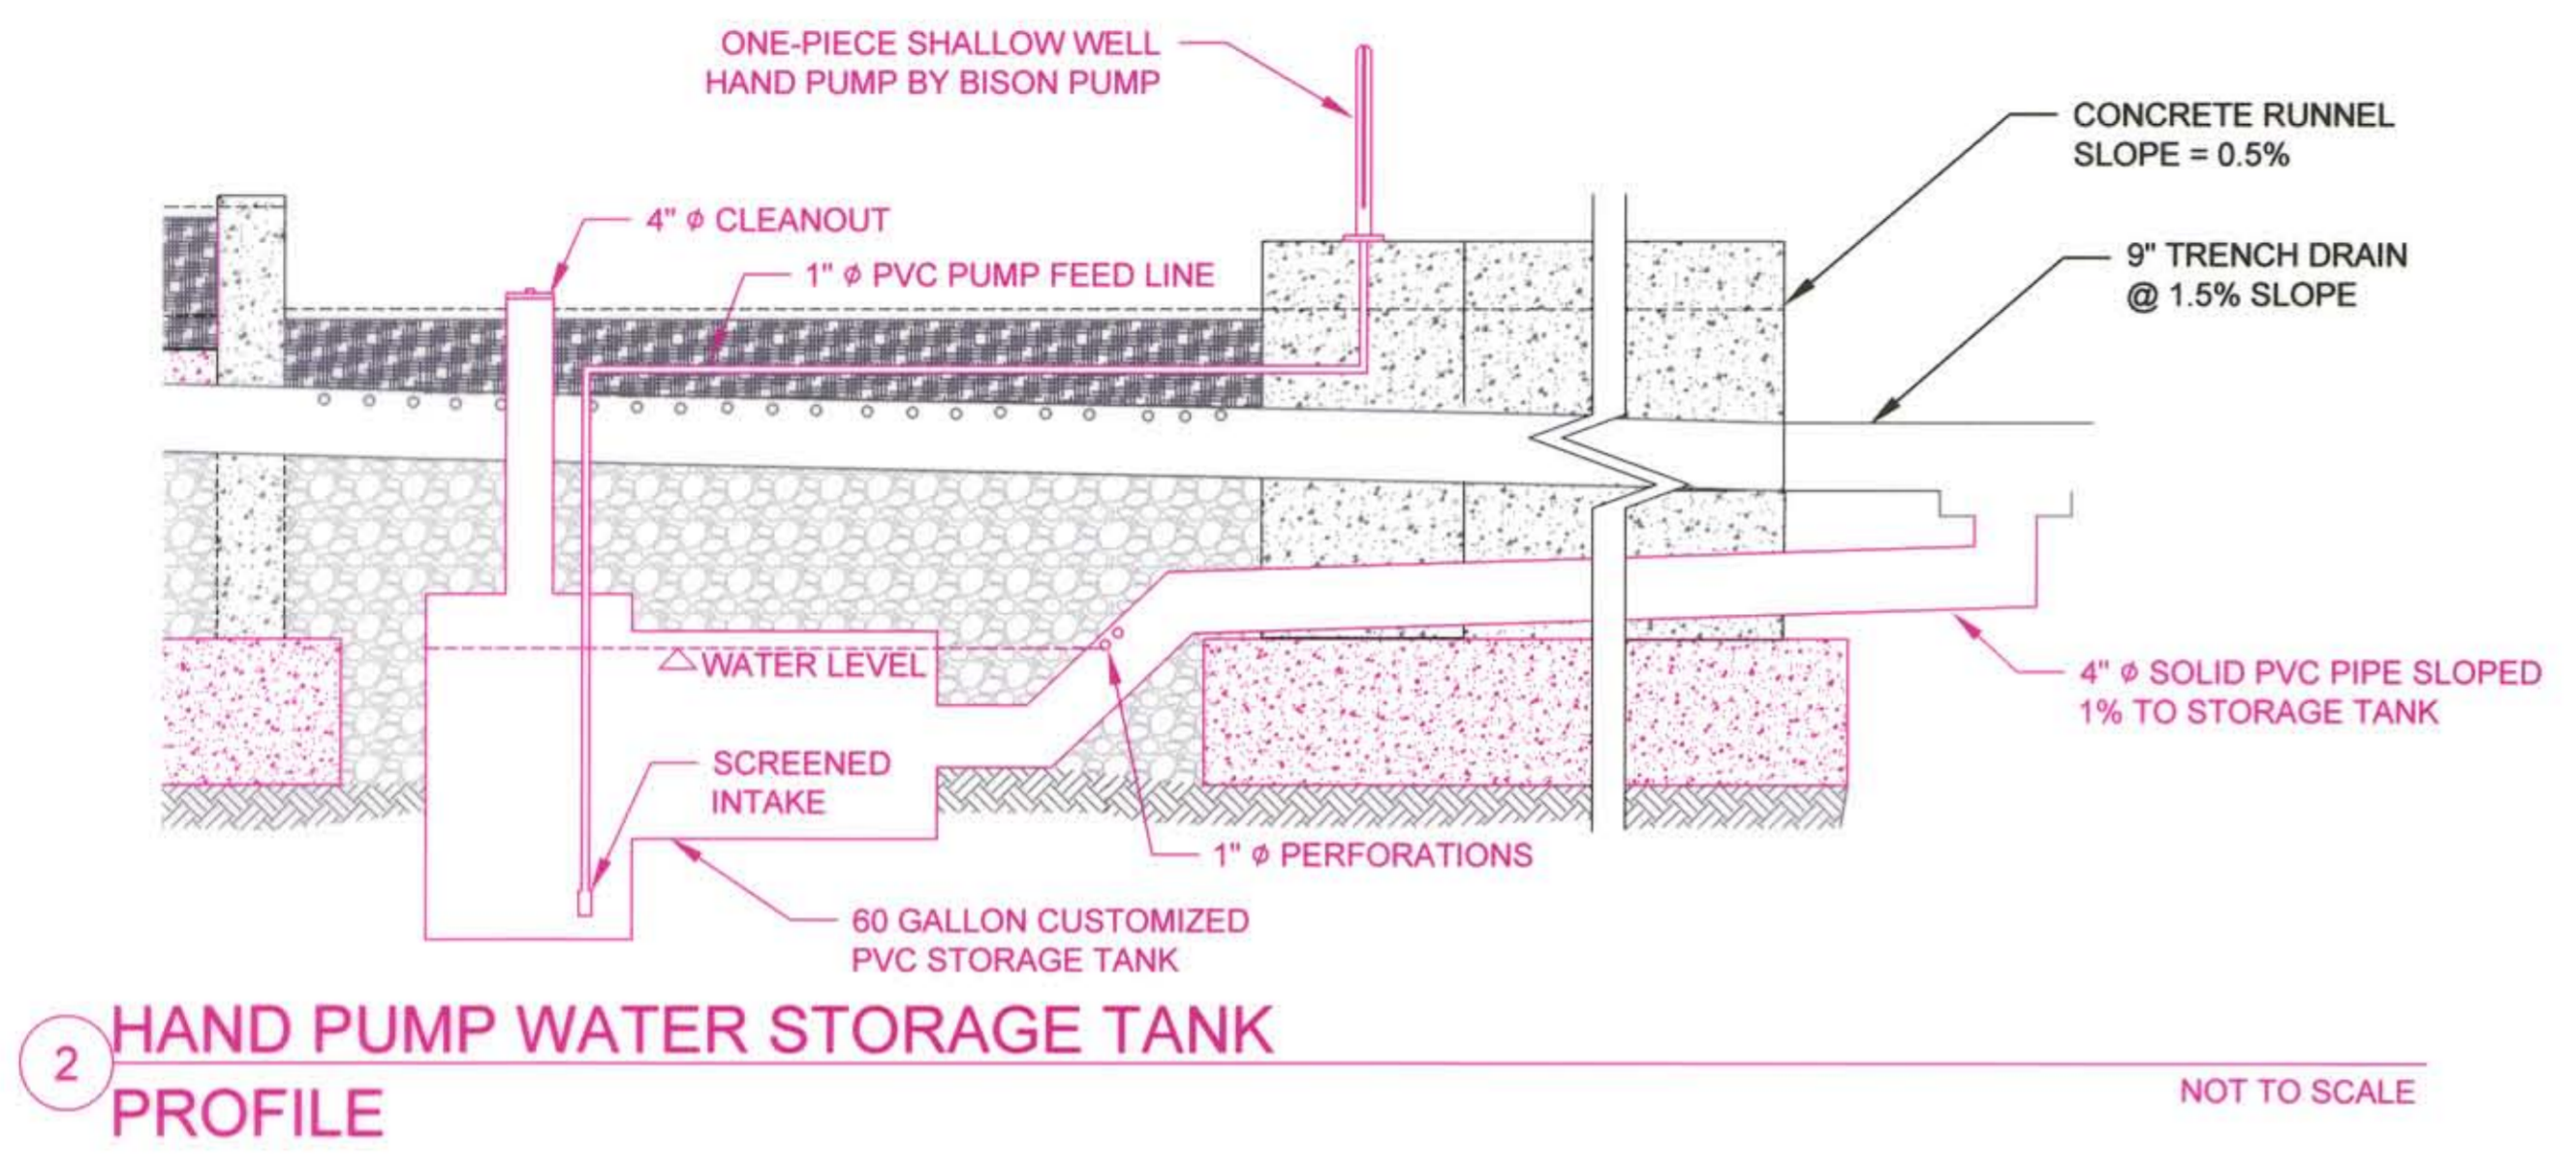 ONE-PIECE SHALLOW WELL
HAND PUMP BY BISON PUMP
CONCRETE RUNNEL
SLOPE = 0.5%
4" ϕ CLEANOUT
1" ϕ PVC PUMP FEED LINE
9" TRENCH DRAIN
@ 1.5% SLOPE
WATER LEVEL
4" ϕ SOLID PVC PIPE SLOPED
1% TO STORAGE TANK
SCREENED
INTAKE
1" ϕ PERFORATIONS
60 GALLON CUSTOMIZED
PVC STORAGE TANK
2
HAND PUMP WATER STORAGE TANK
PROFILE
NOT TO SCALE